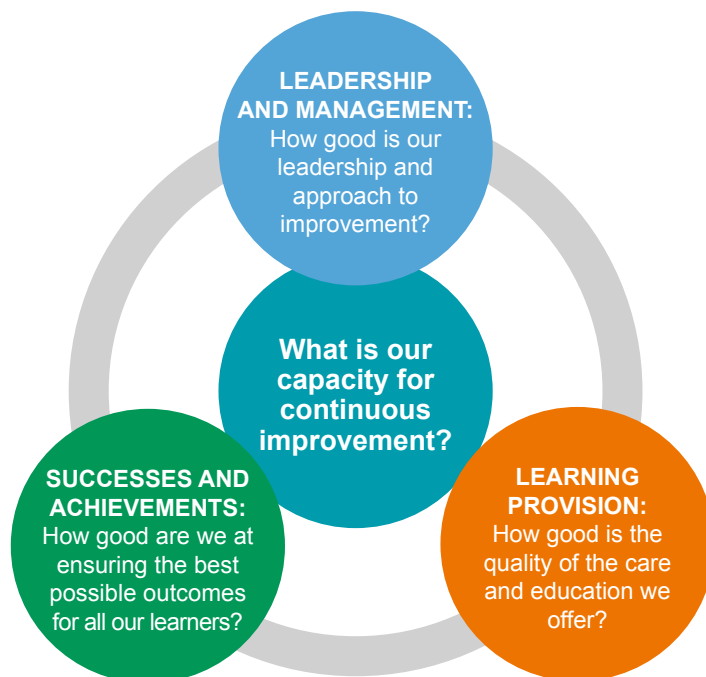 LEADERSHIP
AND MANAGEMENT:
How good is our
leadership and
approach to
improvement?
What is our
capacity for
continuous
improvement?
SUCCESSES AND
ACHIEVEMENTS:
How good are we at
ensuring the best
possible outcomes
for all our learners?
LEARNING
PROVISION:
How good is the
quality of the care
and education we
offer?